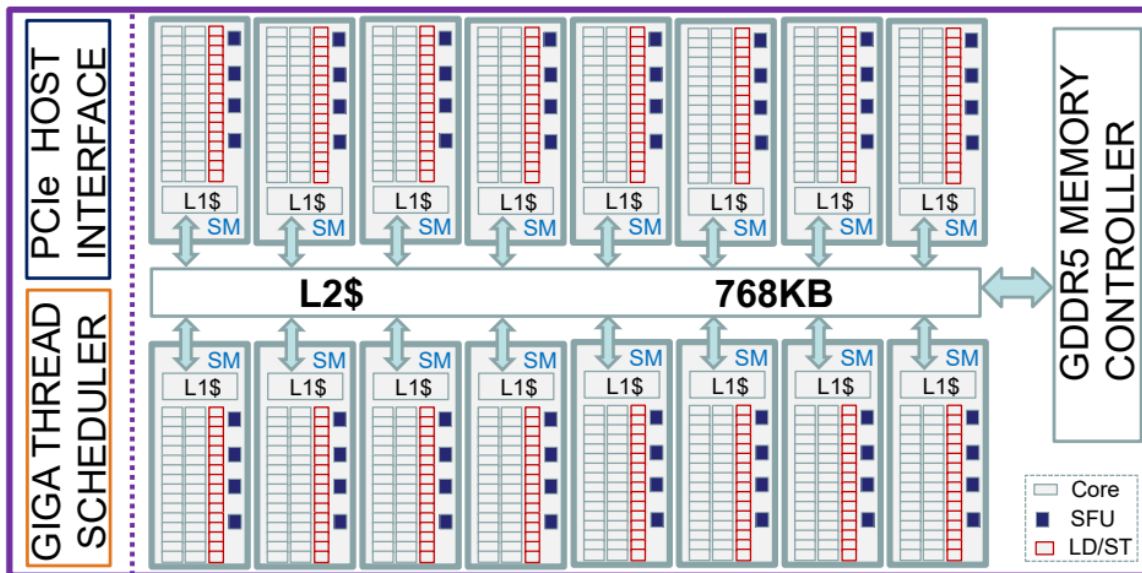 PCIe HOST
INTERFACE
GIGA THREAD
SCHEDULER
L1$ L1$ L1$ L1$ L1$ L1$ L1$ L1$
SM SM SM SM SM SM SM SM
L2$ 768KB
SM SM SM SM SM SM SM SM
L1$ L1$ L1$ L1$ L1$ L1$ L1$ L1$
GDDR5 MEMORY
CONTROLLER
Core
SFU
LD/ST